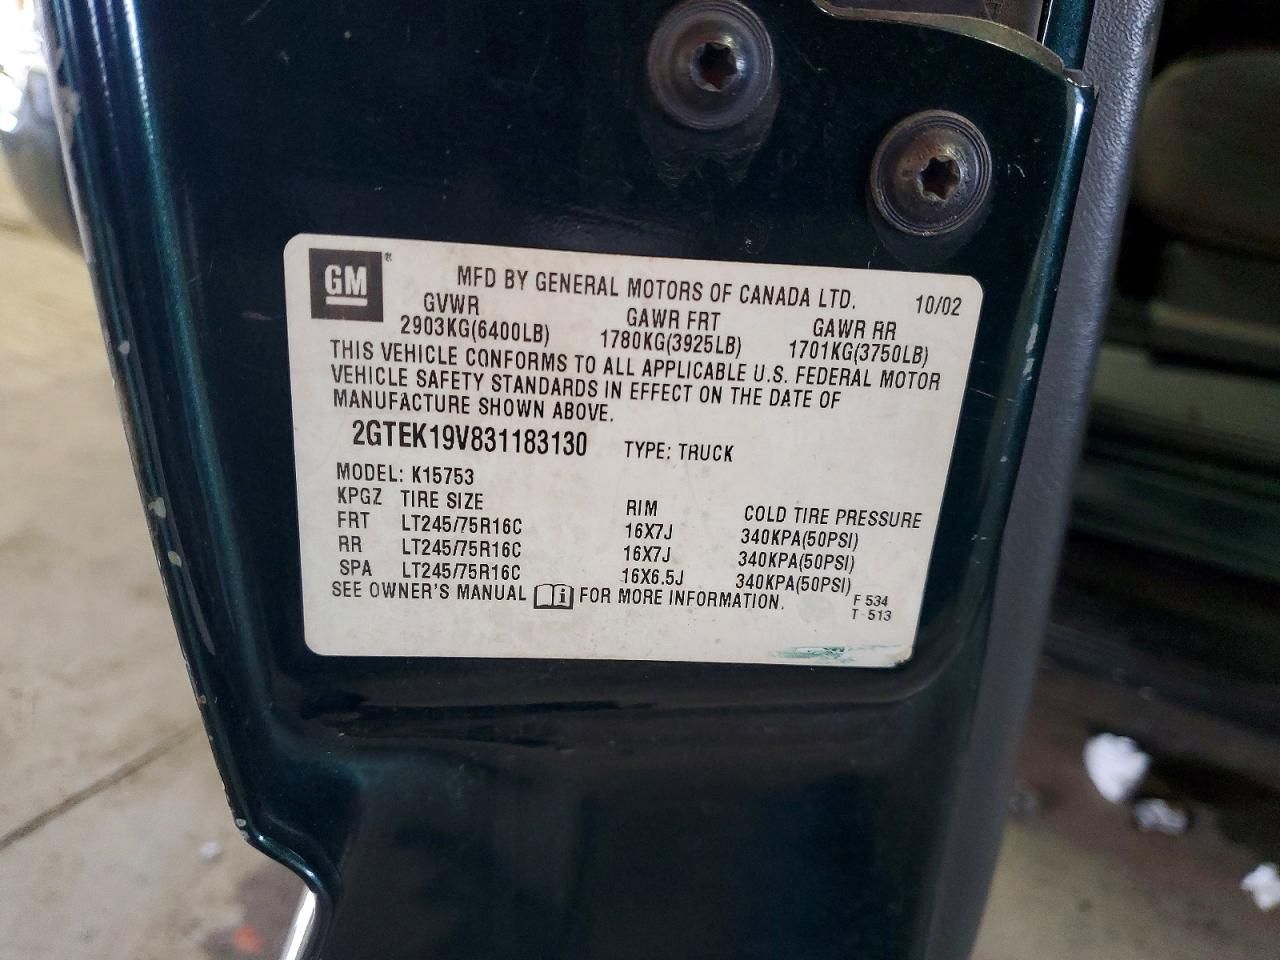 GM®
MFD BY GENERAL MOTORS OF CANADA LTD. 10/02
GVWR GAWR FRT GAWR RR
2903KG(6400LB) 1780KG(3925LB) 1701KG(3750LB)
THIS VEHICLE CONFORMS TO ALL APPLICABLE U.S. FEDERAL MOTOR
VEHICLE SAFETY STANDARDS IN EFFECT ON THE DATE OF
MANUFACTURE SHOWN ABOVE.
2GTEK19V831183130 TYPE: TRUCK
MODEL: K15753
KPGZ TIRE SIZE RIM COLD TIRE PRESSURE
FRT LT245/75R16C 16X7J 340KPA(50PSI)
RR LT245/75R16C 16X7J 340KPA(50PSI)
SPA LT245/75R16C 16X6.5J 340KPA(50PSI)
SEE OWNER'S MANUAL i FOR MORE INFORMATION.
F 534
T 513